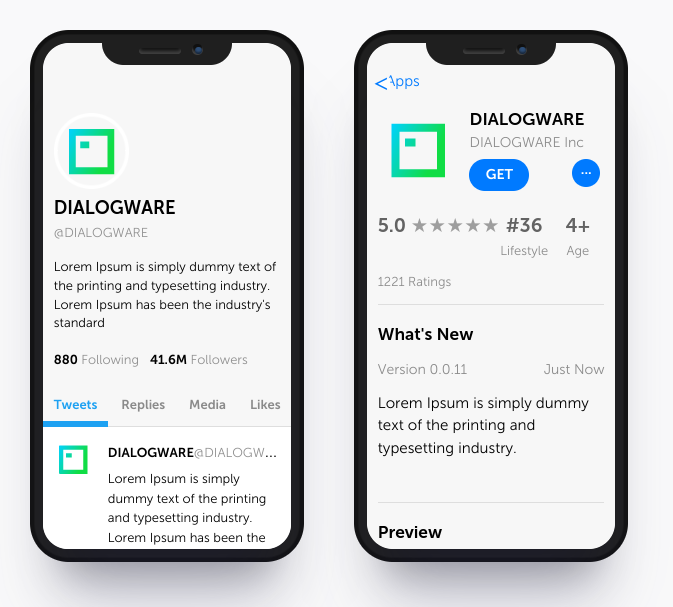 DIALOGWARE
@DIALOGWARE
Lorem Ipsum is simply dummy text of
the printing and typesetting industry.
Lorem Ipsum has been the industry's
standard
880 Following 41.6M Followers
Tweets Replies Media Likes
DIALOGWARE@DIALOGW...
Lorem Ipsum is simply
dummy text of the printing
and typesetting industry.
Lorem Ipsum has been the
<Apps
DIALOGWARE
DIALOGWARE Inc
GET ...
5.0 ★★★★★ #36 4+
Lifestyle Age
1221 Ratings
What's New
Version 0.0.11 Just Now
Lorem Ipsum is simply dummy
text of the printing and
typesetting industry.
Preview